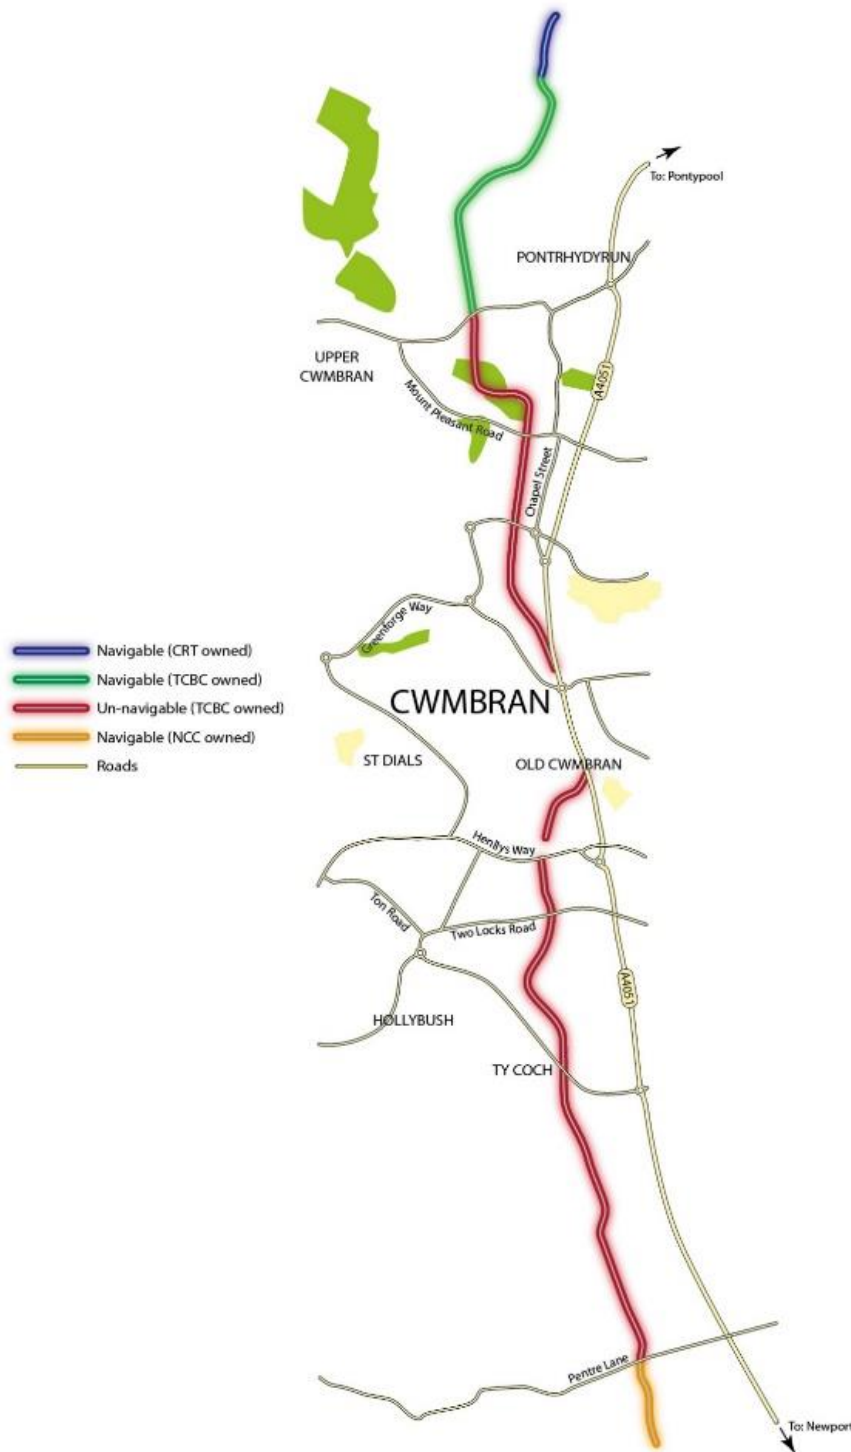 To: Pontypool
PONTRHYDYRUN
UPPER
CWMBRAN
A4051
Mount Pleasant Road
Chapel Street
Greenforge Way
Navigable (CRT owned)
Navigable (TCBC owned)
Un-navigable (TCBC owned)
Navigable (NCC owned)
Roads
CWMBRAN
ST DIALS
OLD CWMBRAN
Henllys Way
Ton Road
Two Locks Road
A4051
HOLLYBUSH
TY COCH
Pentre Lane
To: Newport